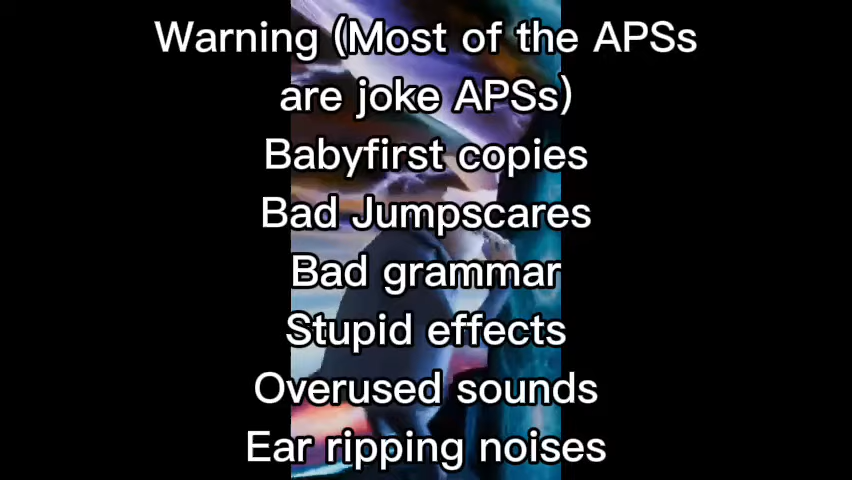 Warning (Most of the APSs
are joke APSs)
Babyfirst copies
Bad Jumpscares
Bad grammar
Stupid effects
Overused sounds
Ear ripping noises